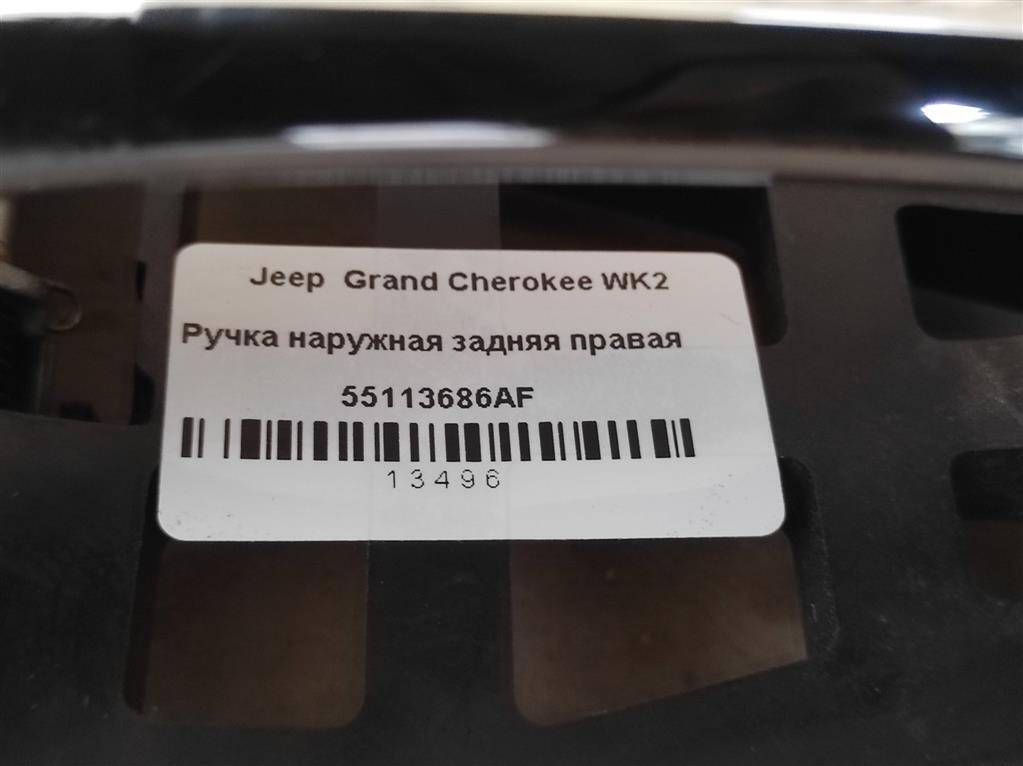 Jeep Grand Cherokee WK2
Ручка наружная задняя правая
55113686AF
13496